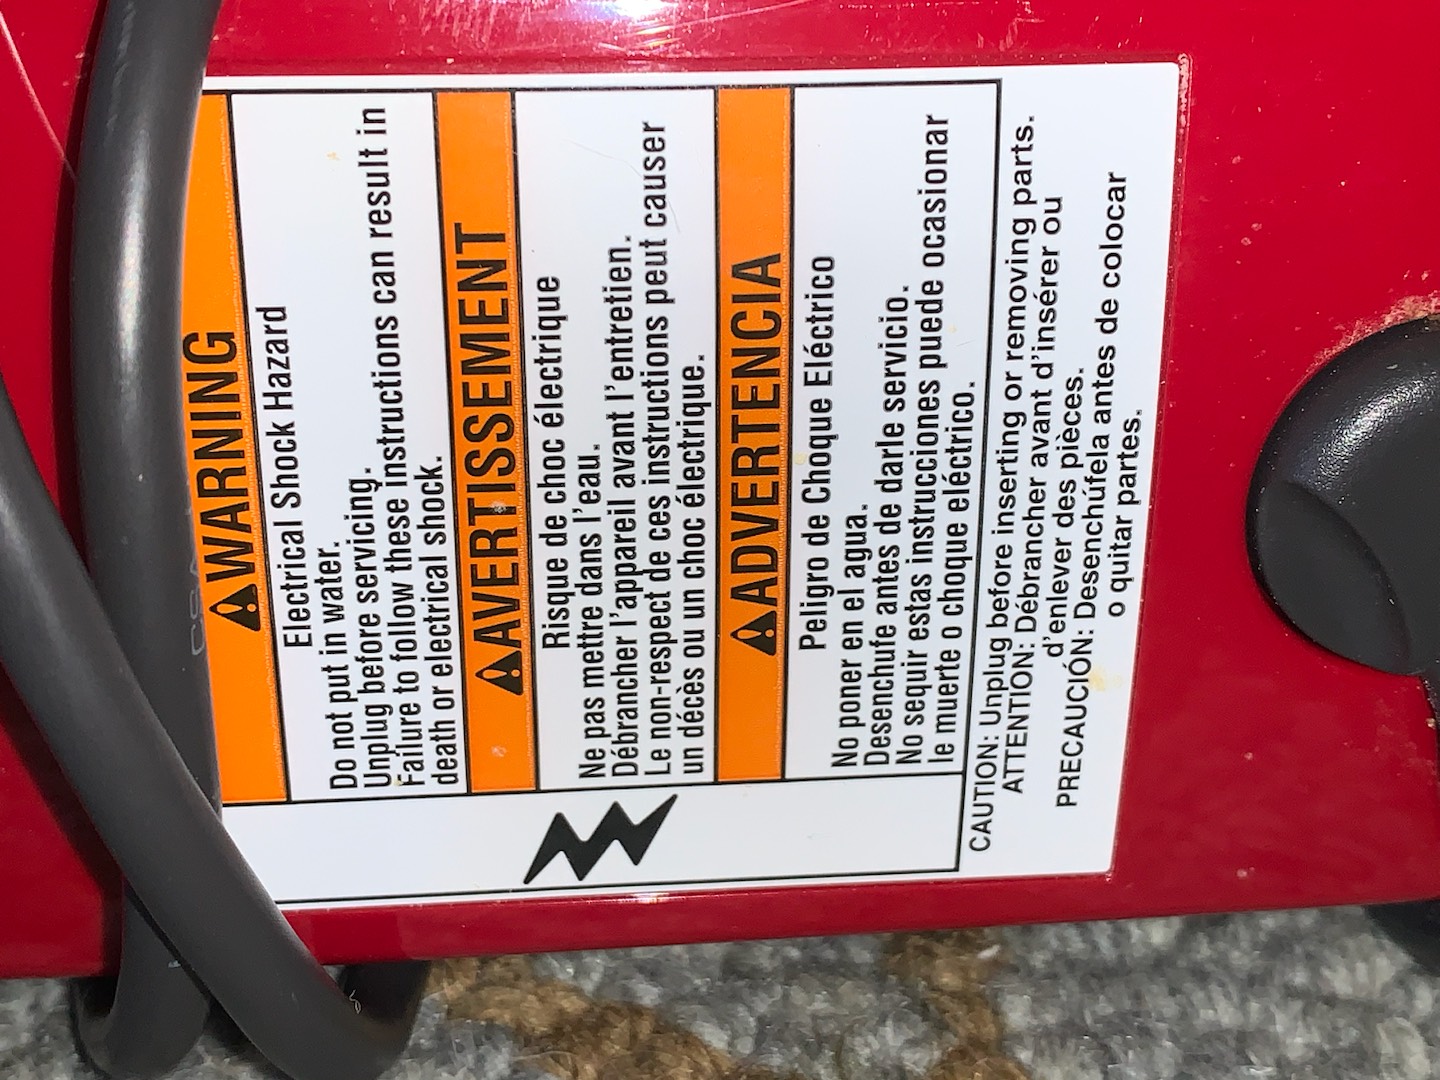 WARNING
Electrical Shock Hazard
Do not put in water.
Unplug before servicing.
Failure to follow these instructions can result in
death or electrical shock.
AVERTISSEMENT
Risque de choc électrique
Ne pas mettre dans l'eau.
Débrancher l'appareil avant l'entretien.
Le non-respect de ces instructions peut causer
un décès ou un choc électrique.
ADVERTENCIA
Peligro de Choque Eléctrico
No poner en el agua.
Desenchufe antes de darle servicio.
No sequir estas instrucciones puede ocasionar
le muerte o choque eléctrico.
CAUTION: Unplug before inserting or removing parts.
ATTENTION: Débrancher avant d'insérer ou
d'enlever des pièces.
PRECAUCIÓN: Desenchúfela antes de colocar
o quitar partes.